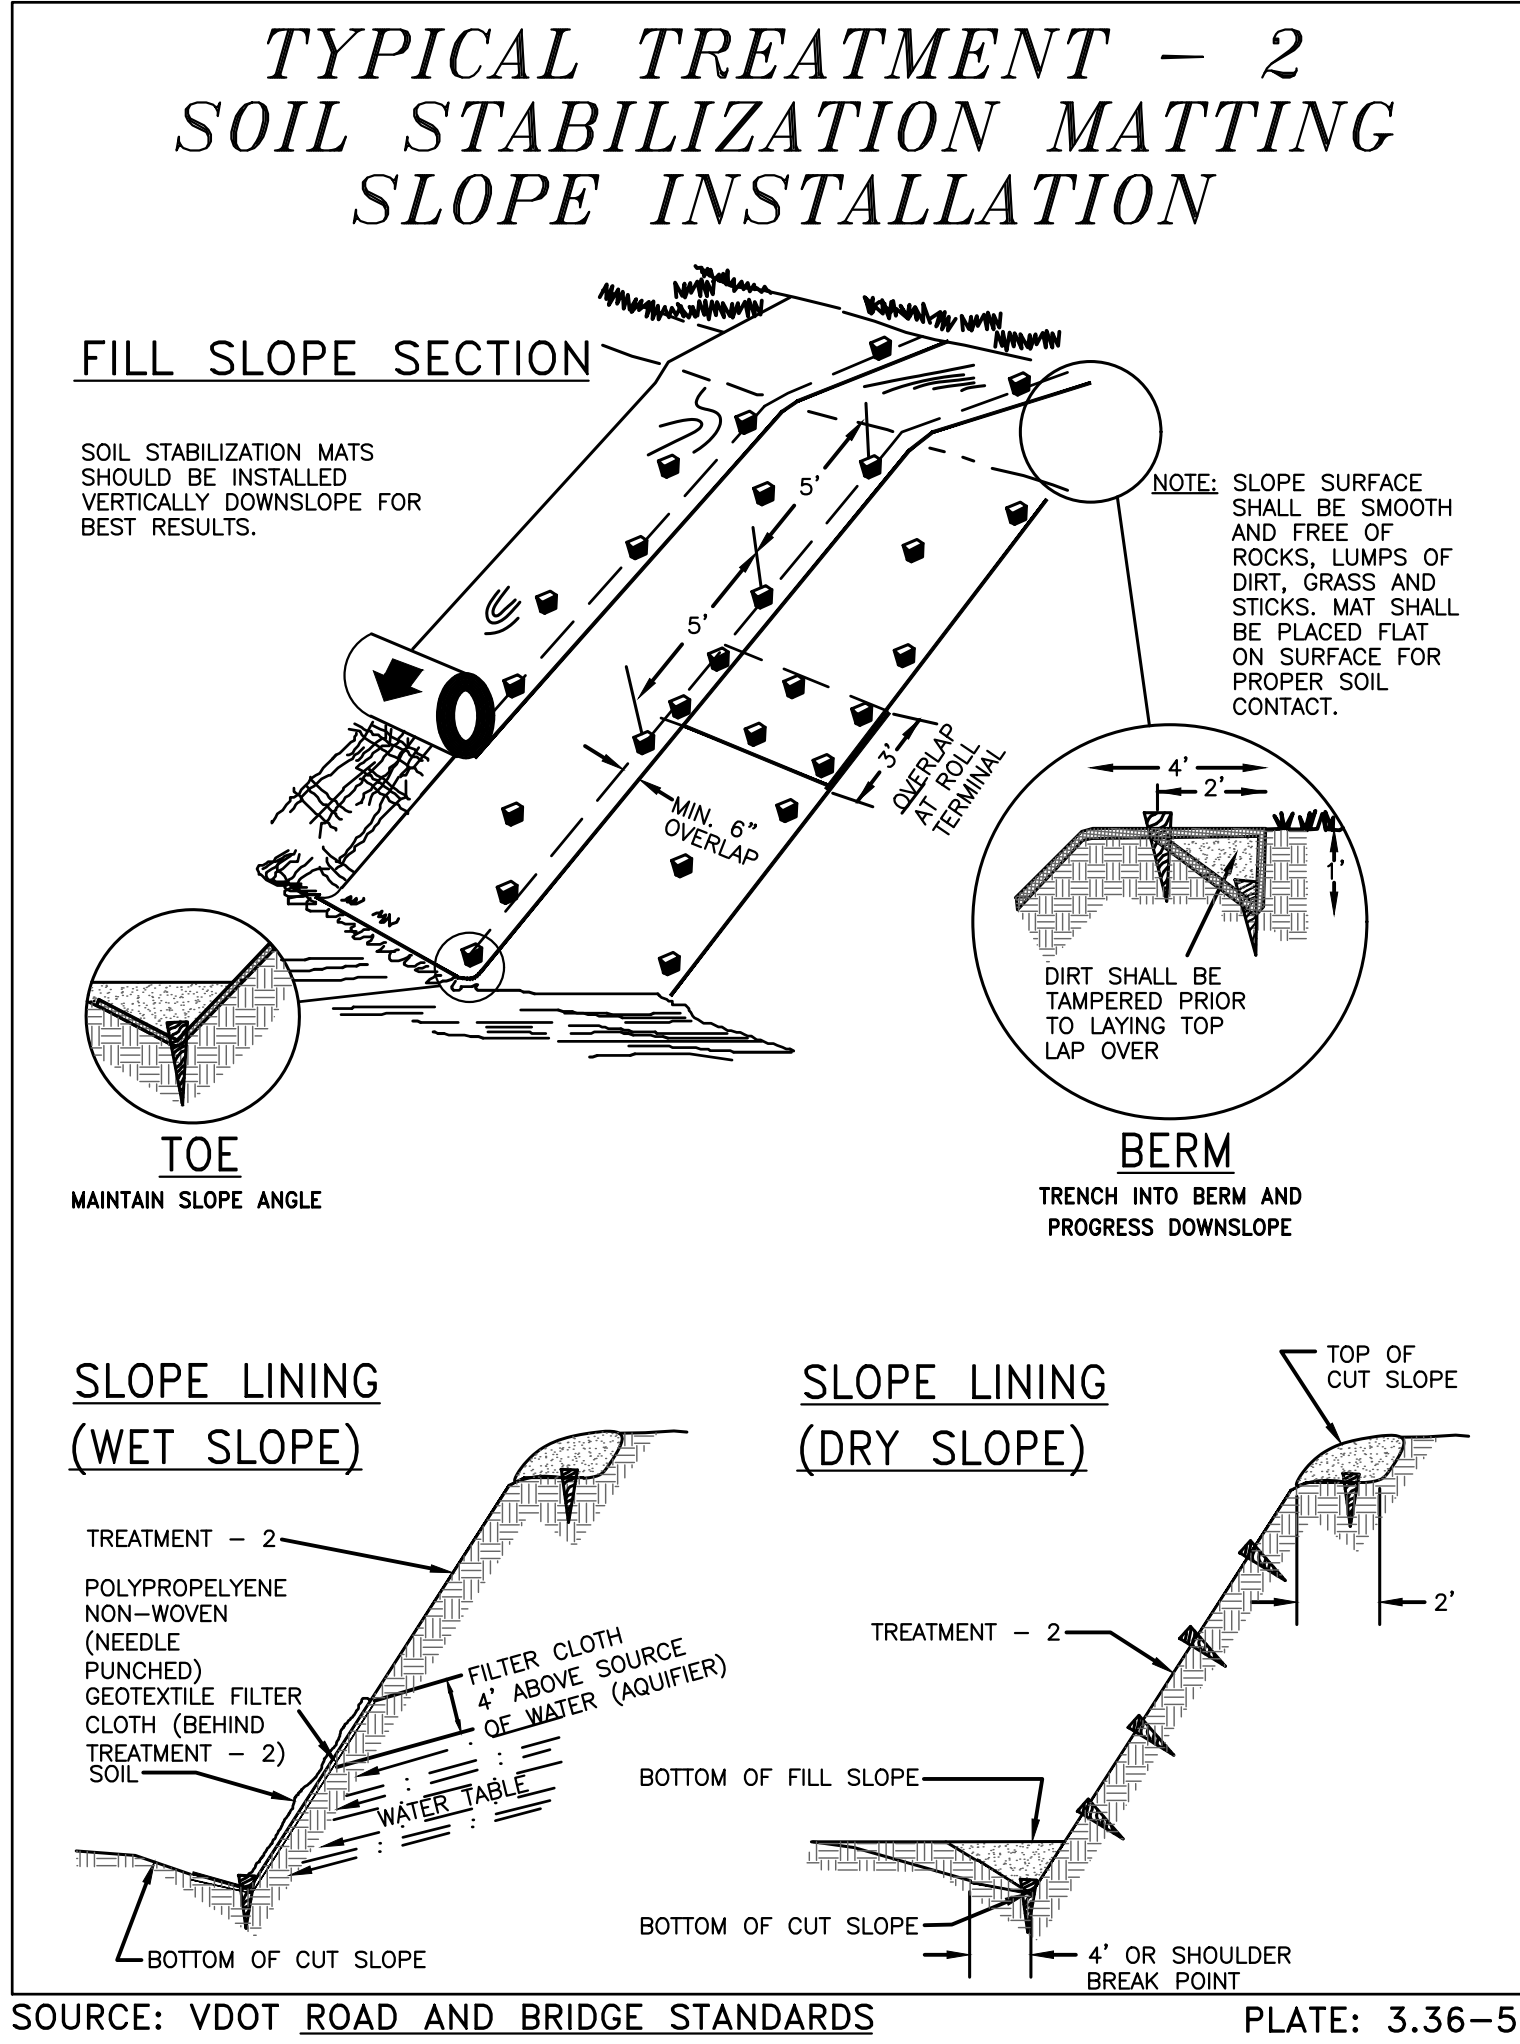 TYPICAL TREATMENT - 2
SOIL STABILIZATION MATTING
SLOPE INSTALLATION
FILL SLOPE SECTION
SOIL STABILIZATION MATS
SHOULD BE INSTALLED
VERTICALLY DOWNSLOPE FOR
BEST RESULTS.
5'
5'
NOTE: SLOPE SURFACE
SHALL BE SMOOTH
AND FREE OF
ROCKS, LUMPS OF
DIRT, GRASS AND
STICKS. MAT SHALL
BE PLACED FLAT
ON SURFACE FOR
PROPER SOIL
CONTACT.
MIN. 6"
OVERLAP
3'
OVERLAP
AT ROLL
TERMINAL
4'
2'
1'
DIRT SHALL BE
TAMPERED PRIOR
TO LAYING TOP
LAP OVER
TOE
MAINTAIN SLOPE ANGLE
BERM
TRENCH INTO BERM AND
PROGRESS DOWNSLOPE
SLOPE LINING
(WET SLOPE)
TREATMENT - 2
POLYPROPELYENE
NON-WOVEN
(NEEDLE
PUNCHED)
GEOTEXTILE FILTER
CLOTH (BEHIND
TREATMENT - 2)
SOIL
FILTER CLOTH
4' ABOVE SOURCE
OF WATER (AQUIFIER)
WATER TABLE
BOTTOM OF CUT SLOPE
SLOPE LINING
(DRY SLOPE)
TOP OF
CUT SLOPE
2'
TREATMENT - 2
BOTTOM OF FILL SLOPE
BOTTOM OF CUT SLOPE
4' OR SHOULDER
BREAK POINT
SOURCE: VDOT ROAD AND BRIDGE STANDARDS
PLATE: 3.36-5